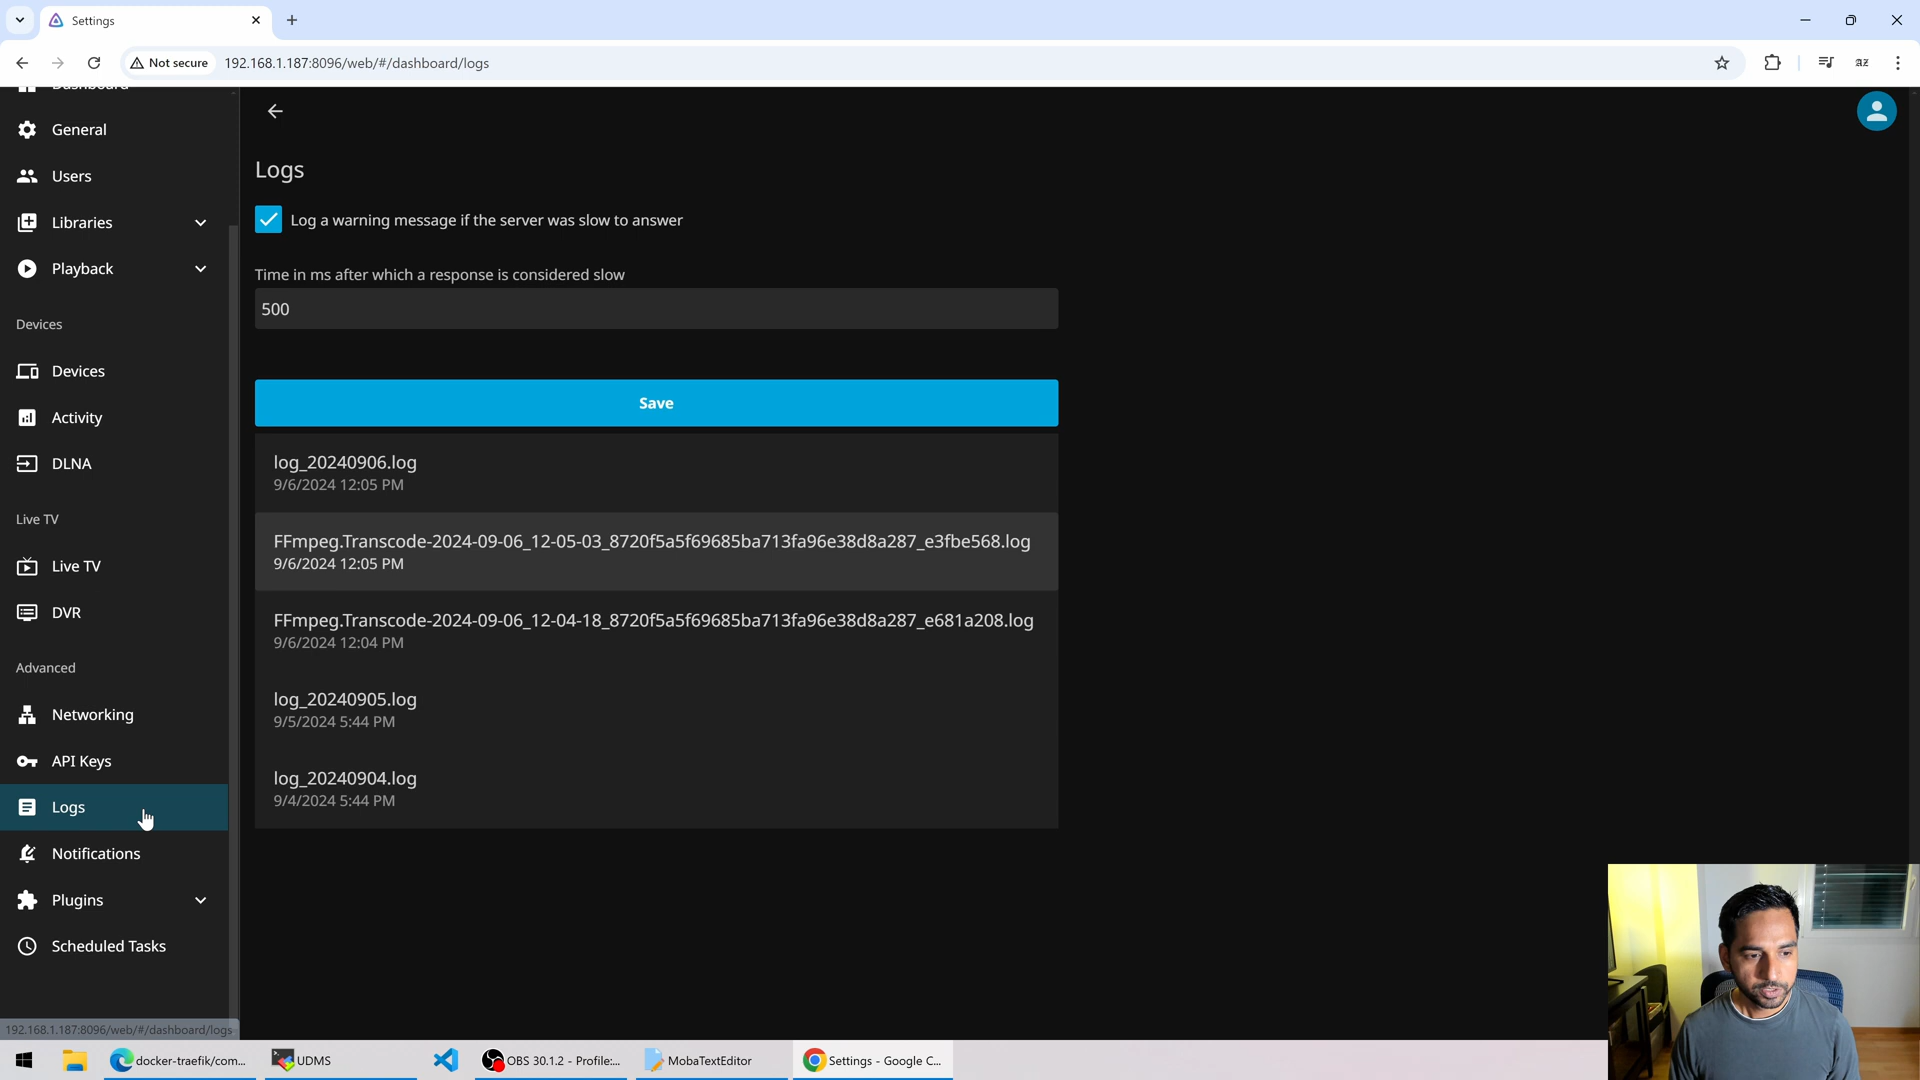 Settings
Not secure
192.168.1.187:8096/web/#/dashboard/logs
Dashboard
General
Users
Libraries
Playback
Devices
Devices
Activity
DLNA
Live TV
Live TV
DVR
Advanced
Networking
API Keys
Logs
Notifications
Plugins
Scheduled Tasks
192.168.1.187:8096/web/#/dashboard/logs
Logs
Log a warning message if the server was slow to answer
Time in ms after which a response is considered slow
500
Save
log_20240906.log
9/6/2024 12:05 PM
FFmpeg.Transcode-2024-09-06_12-05-03_8720f5a5f69685ba713fa96e38d8a287_e3fbe568.log
9/6/2024 12:05 PM
FFmpeg.Transcode-2024-09-06_12-04-18_8720f5a5f69685ba713fa96e38d8a287_e681a208.log
9/6/2024 12:04 PM
log_20240905.log
9/5/2024 5:44 PM
log_20240904.log
9/4/2024 5:44 PM
docker-traefik/com...
UDMS
OBS 30.1.2 - Profile:...
MobaTextEditor
Settings - Google C...